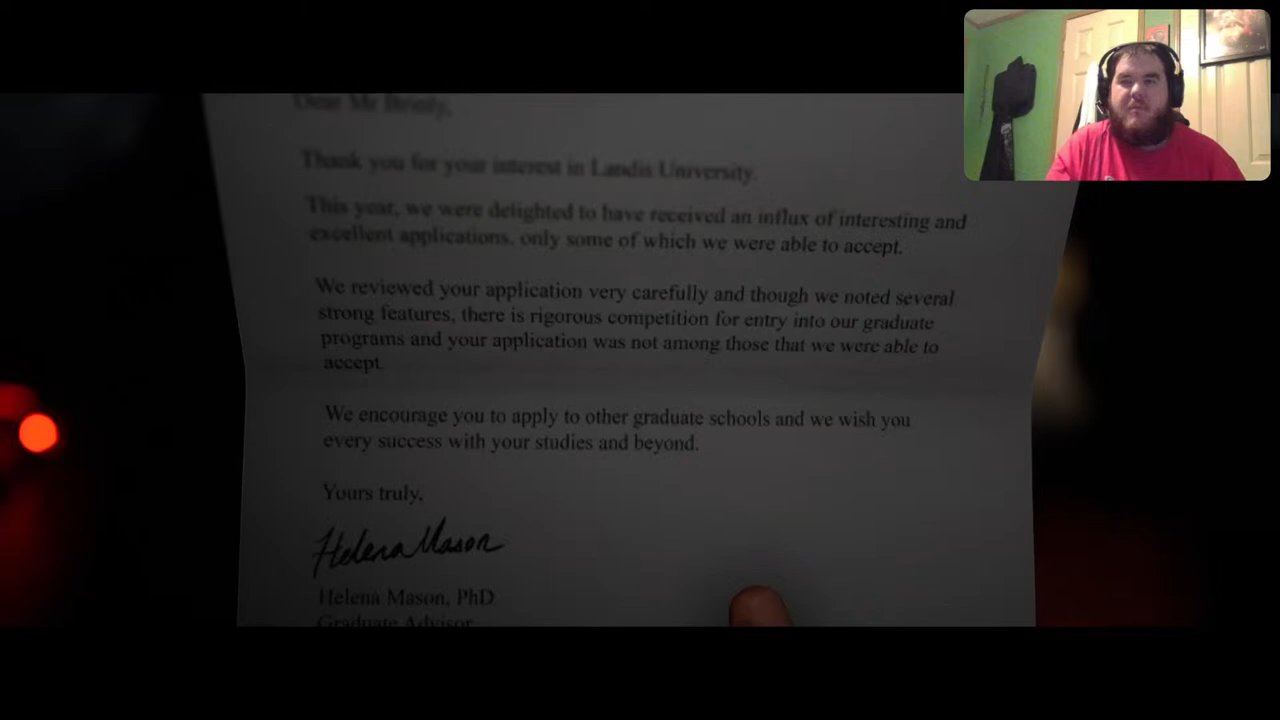 Dear Mr
Thank you for your interest in Landis University.
This year, we were delighted to have received an influx of interesting and
excellent applications, only some of which we were able to accept.
We reviewed your application very carefully and though we noted several
strong features, there is rigorous competition for entry into our graduate
programs and your application was not among those that we were able to
accept.
We encourage you to apply to other graduate schools and we wish you
every success with your studies and beyond.
Yours truly,
Helena Mason
Helena Mason, PhD
Graduate Advisor